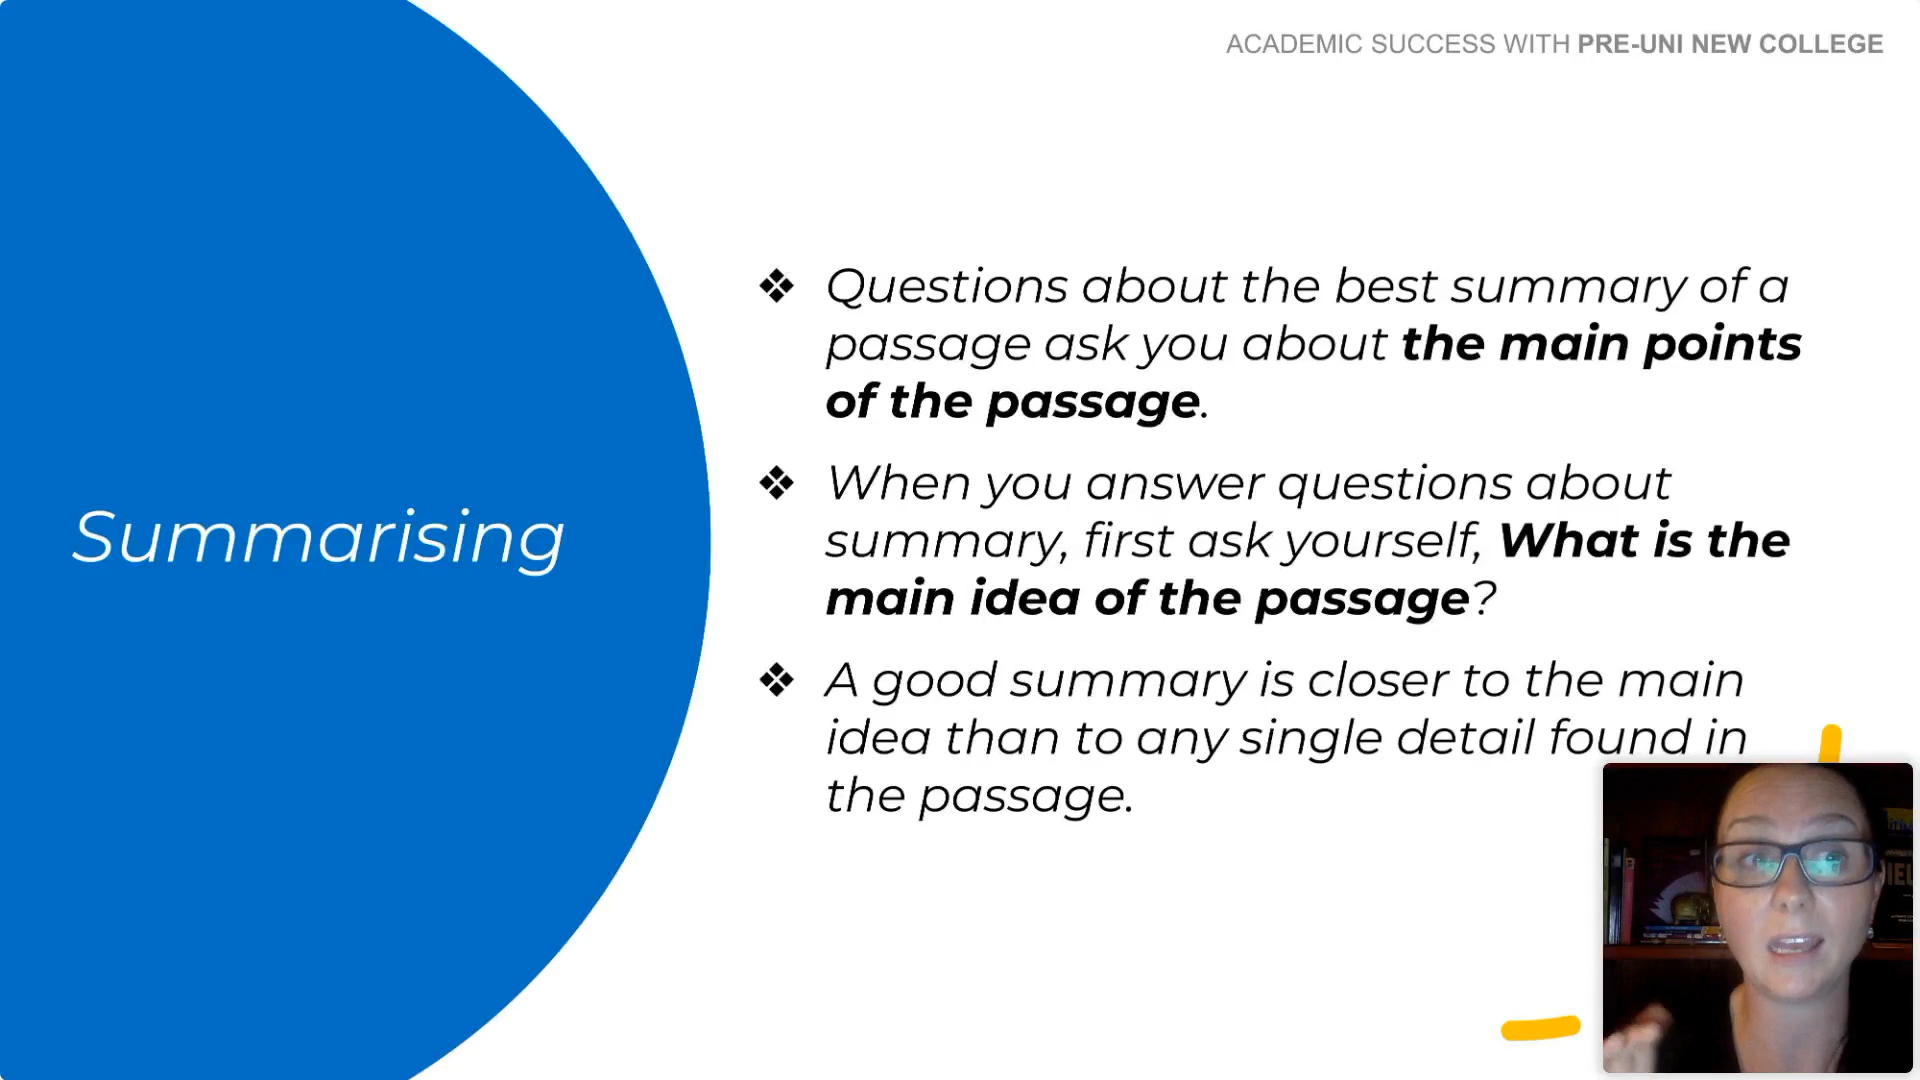 ACADEMIC SUCCESS WITH PRE-UNI NEW COLLEGE
Summarising
❖ Questions about the best summary of a
passage ask you about the main points
of the passage.
❖ When you answer questions about
summary, first ask yourself, What is the
main idea of the passage?
❖ A good summary is closer to the main
idea than to any single detail found in
the passage.